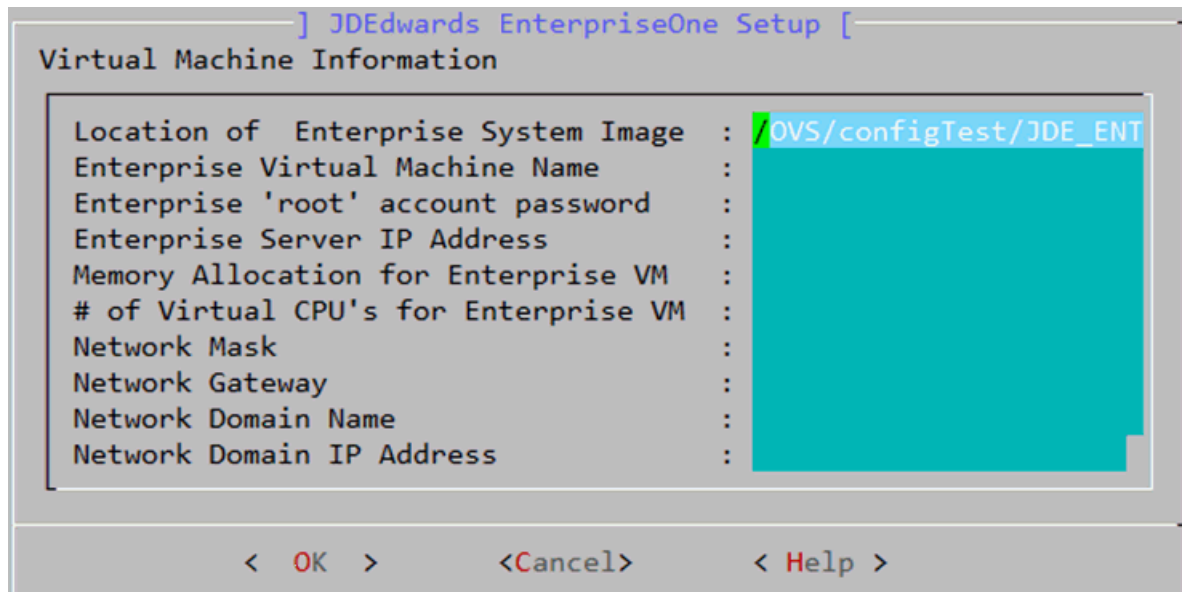 ] JDEdwards EnterpriseOne Setup [
Virtual Machine Information
Location of  Enterprise System Image : /OVS/configTest/JDE_ENT
Enterprise Virtual Machine Name :
Enterprise 'root' account password :
Enterprise Server IP Address :
Memory Allocation for Enterprise VM :
# of Virtual CPU's for Enterprise VM :
Network Mask :
Network Gateway :
Network Domain Name :
Network Domain IP Address :
< OK > <Cancel> < Help >